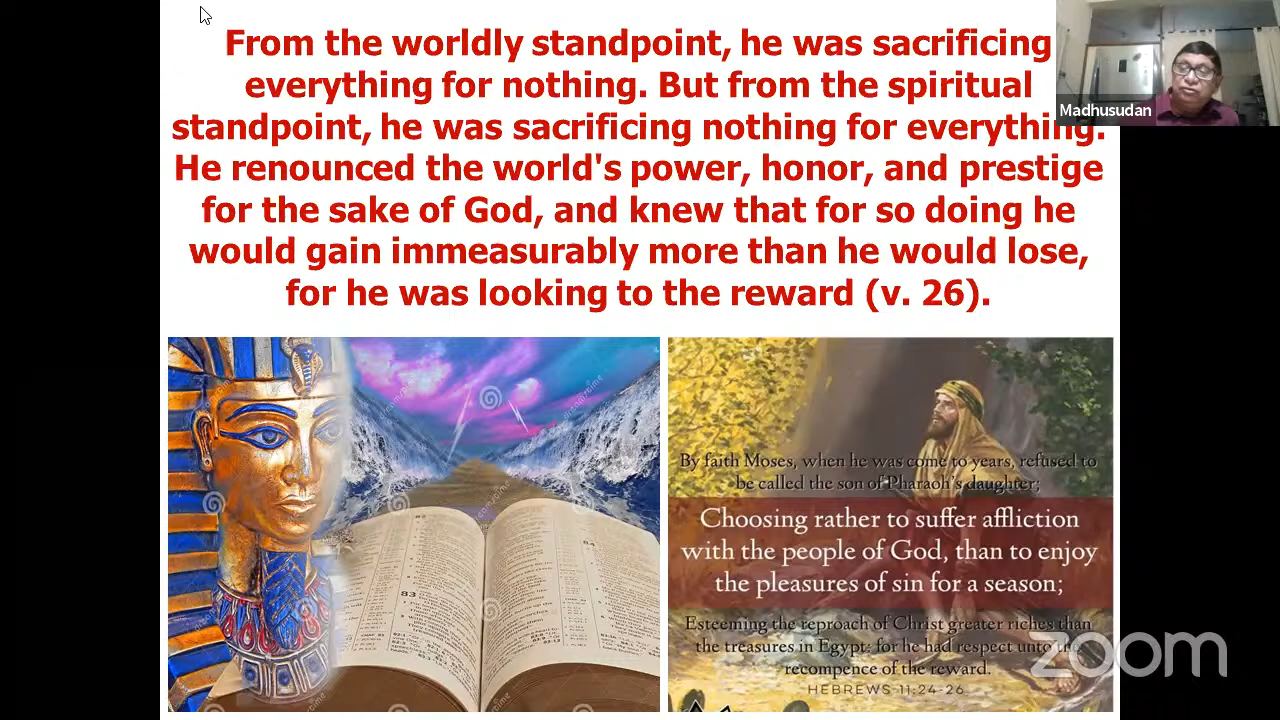 From the worldly standpoint, he was sacrificing
everything for nothing. But from the spiritual
standpoint, he was sacrificing nothing for everything.
He renounced the world's power, honor, and prestige
for the sake of God, and knew that for so doing he
would gain immeasurably more than he would lose,
for he was looking to the reward (v. 26).
Madhusudan
83
84
By faith Moses, when he was come to years, refused to
be called the son of Pharaoh's daughter;
Choosing rather to suffer affliction
with the people of God, than to enjoy
the pleasures of sin for a season;
Esteeming the reproach of Christ greater riches than
the treasures in Egypt: for he had respect unto the
recompence of the reward.
HEBREWS 11:24-26
zoom